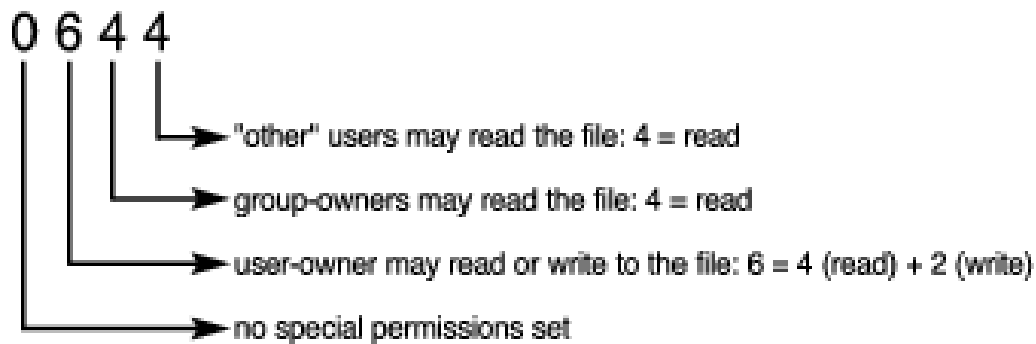 0 6 4 4
"other" users may read the file: 4 = read
group-owners may read the file: 4 = read
user-owner may read or write to the file: 6 = 4 (read) + 2 (write)
no special permissions set